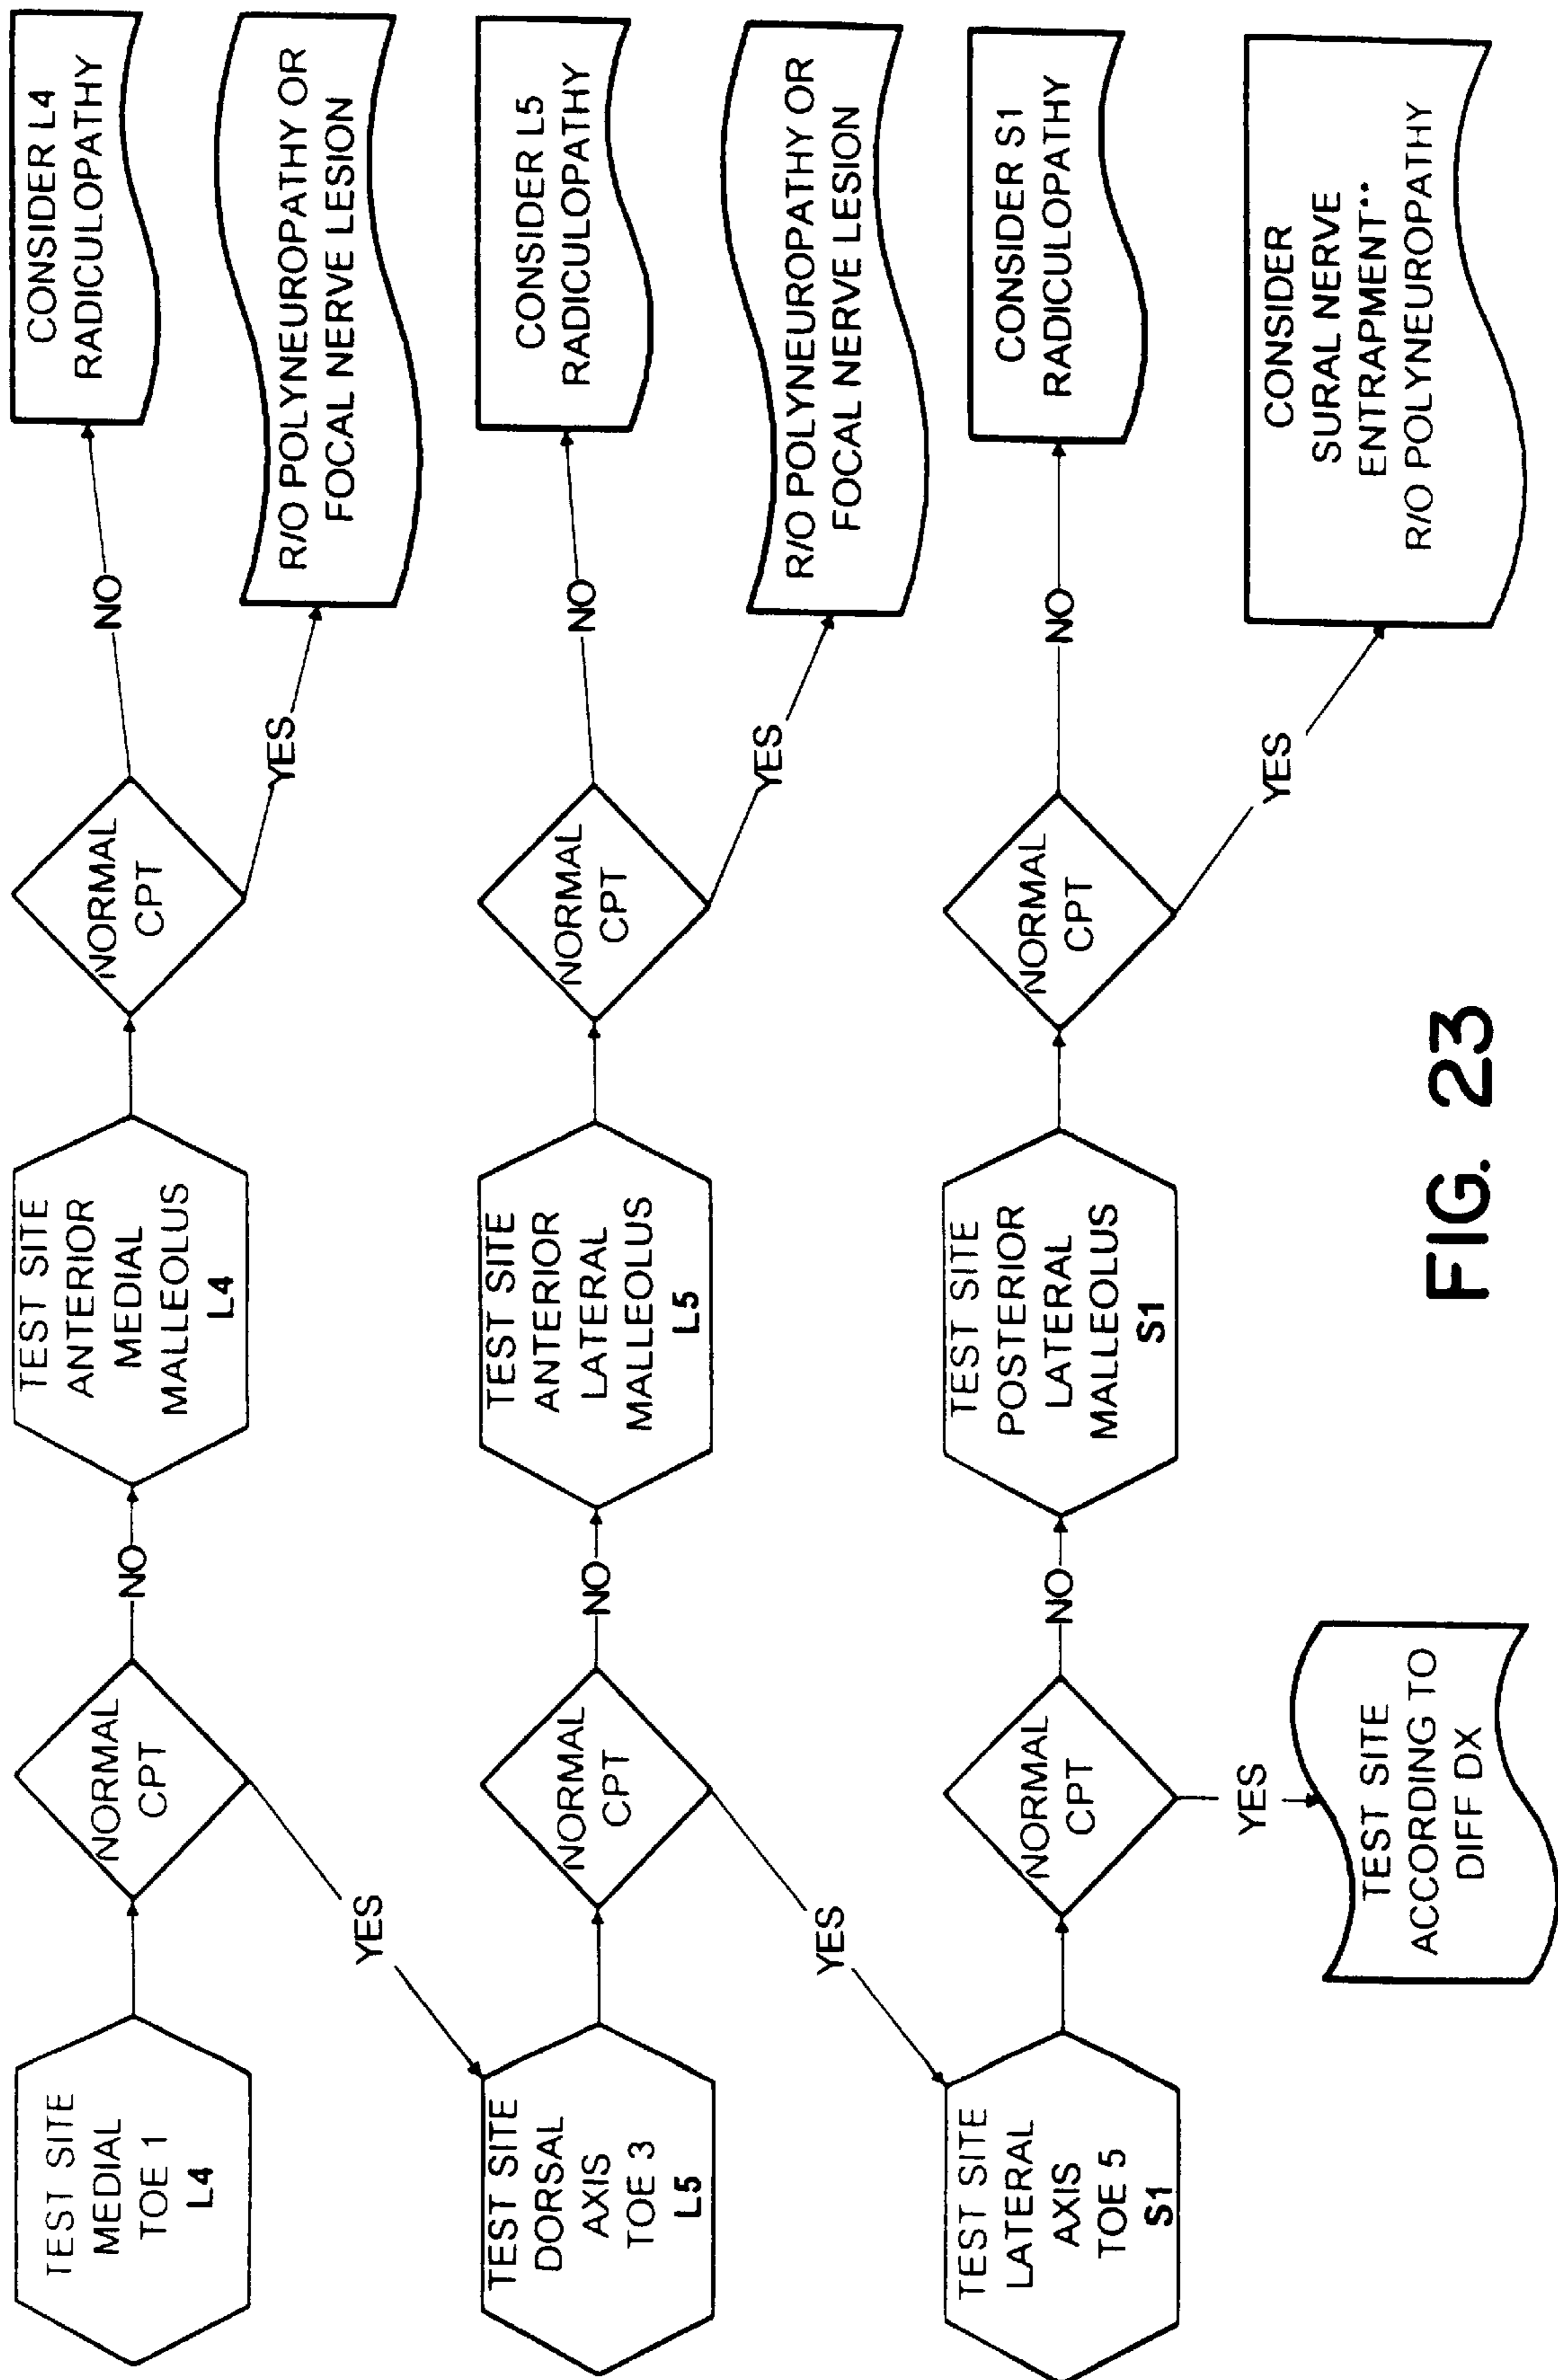 TEST SITE
MEDIAL
TOE 1
L4
NORMAL
CPT
NO
TEST SITE
ANTERIOR
MEDIAL
MALLEOLUS
L4
NORMAL
CPT
NO
CONSIDER L4
RADICULOPATHY
YES
R/O POLYNEUROPATHY OR
FOCAL NERVE LESION
YES
TEST SITE
DORSAL
AXIS
TOE 3
L5
NORMAL
CPT
NO
TEST SITE
ANTERIOR
LATERAL
MALLEOLUS
L5
NORMAL
CPT
NO
CONSIDER L5
RADICULOPATHY
YES
R/O POLYNEUROPATHY OR
FOCAL NERVE LESION
YES
TEST SITE
LATERAL
AXIS
TOE 5
S1
NORMAL
CPT
NO
TEST SITE
POSTERIOR
LATERAL
MALLEOLUS
S1
NORMAL
CPT
NO
CONSIDER S1
RADICULOPATHY
YES
CONSIDER
SURAL NERVE
ENTRAPMENT**
R/O POLYNEUROPATHY
YES
TEST SITE
ACCORDING TO
DIFF DX
FIG. 23